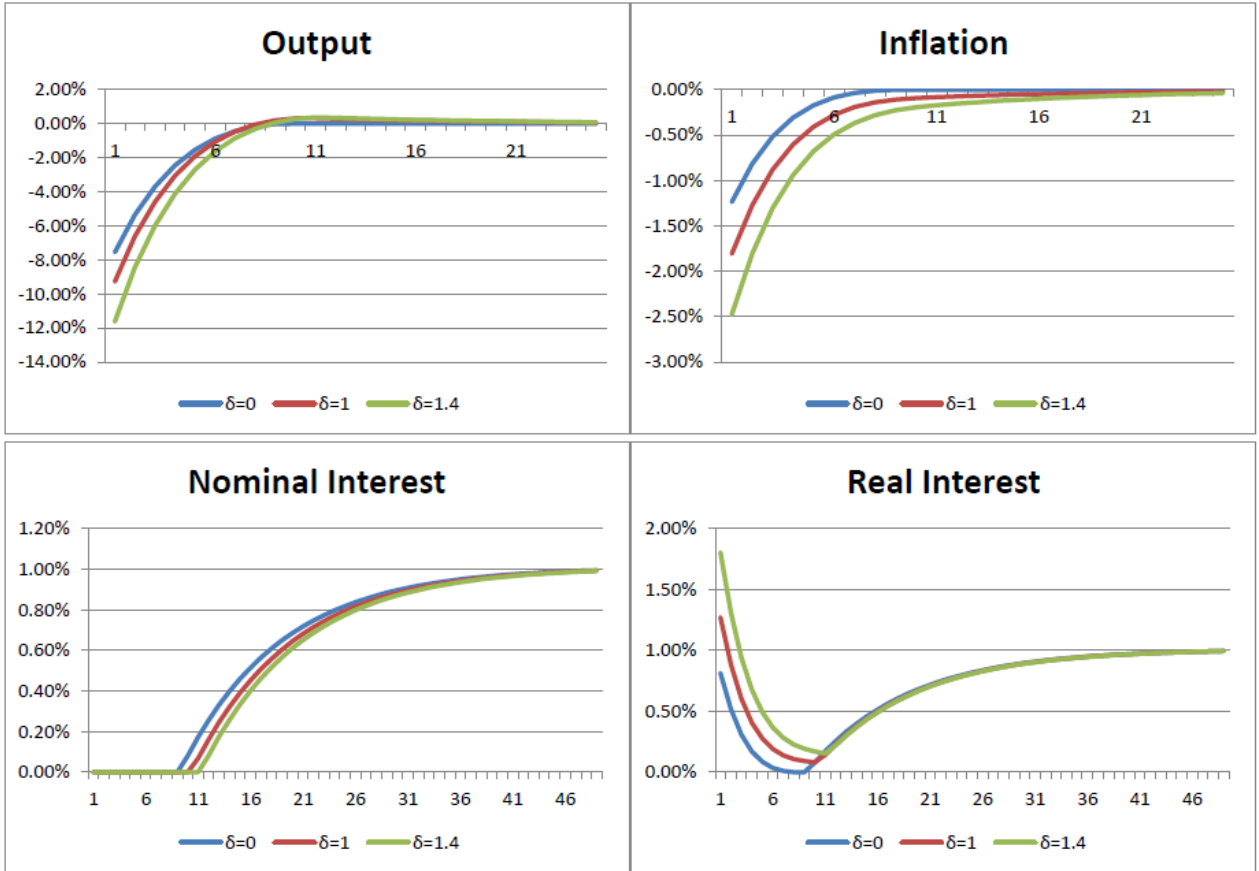 Output
2.00%
0.00%
-2.00%
-4.00%
-6.00%
-8.00%
-10.00%
-12.00%
-14.00%
1 6 11 16 21
δ=0 δ=1 δ=1.4
Inflation
0.00%
-0.50%
-1.00%
-1.50%
-2.00%
-2.50%
-3.00%
1 6 11 16 21
δ=0 δ=1 δ=1.4
Nominal Interest
1.20%
1.00%
0.80%
0.60%
0.40%
0.20%
0.00%
1 6 11 16 21 26 31 36 41 46
δ=0 δ=1 δ=1.4
Real Interest
2.00%
1.50%
1.00%
0.50%
0.00%
1 6 11 16 21 26 31 36 41 46
δ=0 δ=1 δ=1.4